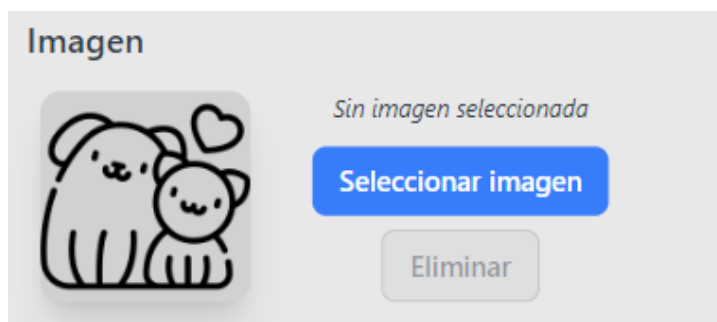 Imagen
Sin imagen seleccionada
Seleccionar imagen
Eliminar